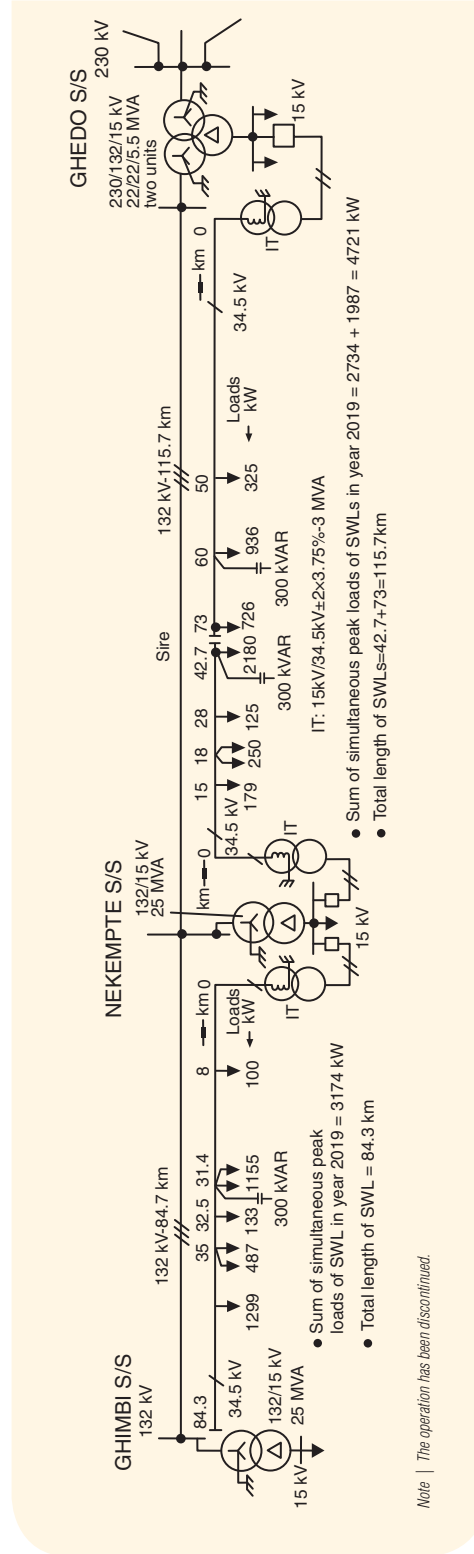 GHIMBI S/S
132 kV
132 kV-84.7 km
NEKEMPTE S/S
132/15 kV
25 MVA
Sire
132 kV-115.7 km
GHEDO S/S
230/132/15 kV
22/22/5.5 MVA
two units
230 kV
84.3
35
32.5
31.4
8
km 0
34.5 kV
1299
487
133
1155
100
Loads
kW
300 kVAR
IT
132/15 kV
25 MVA
15 kV
15 kV
km 0
34.5 kV
IT
15
18
28
42.7
73
60
50
km 0
34.5 kV
179
250
125
2180
726
936
325
Loads
kW
300 kVAR
300 kVAR
IT
15 kV
IT: 15kV/34.5kV±2x3.75%-3 MVA
• Sum of simultaneous peak
loads of SWL in year 2019 = 3174 kW
• Total length of SWL = 84.3 km
• Sum of simultaneous peak loads of SWLs in year 2019 = 2734 + 1987 = 4721 kW
• Total length of SWLs=42.7+73=115.7km
Note | The operation has been discontinued.